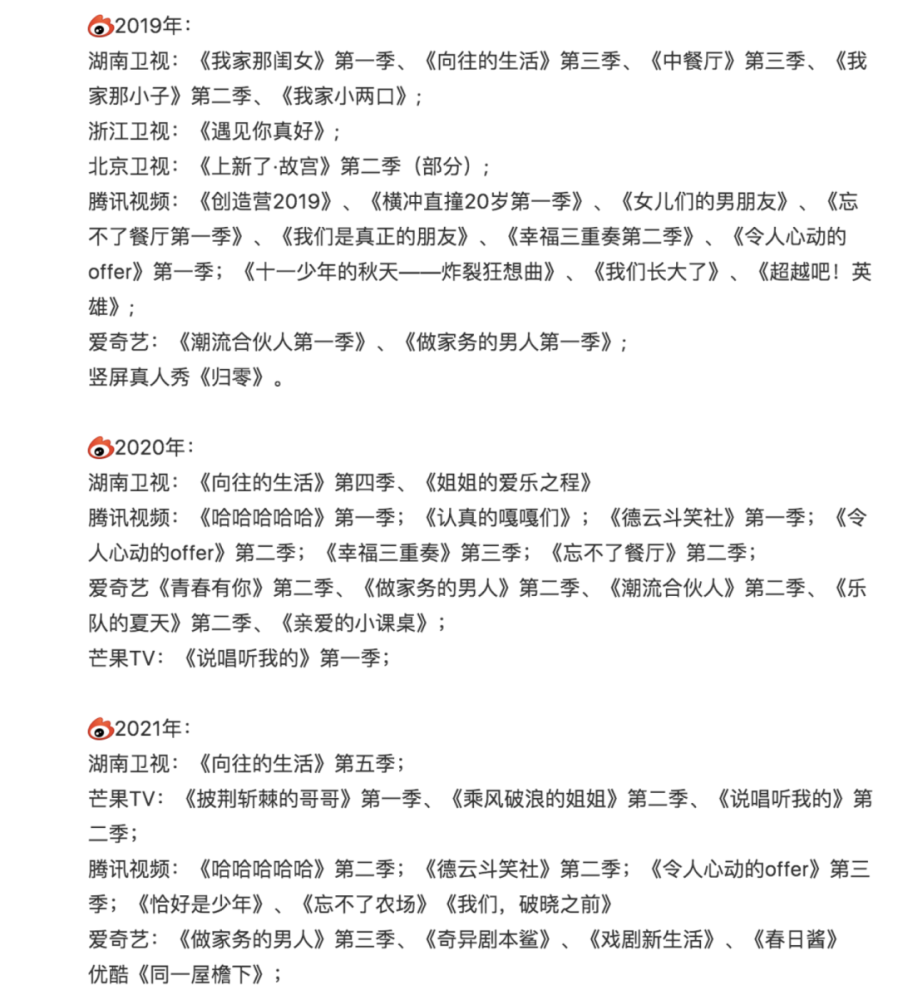 2019年：
湖南卫视：《我家那闺女》第一季、《向往的生活》第三季、《中餐厅》第三季、《我
家那小子》第二季、《我家小两口》;
浙江卫视：《遇见你真好》;
北京卫视：《上新了·故宫》第二季（部分）;
腾讯视频：《创造营2019》、《横冲直撞20岁第一季》、《女儿们的男朋友》、《忘
不了餐厅第一季》、《我们是真正的朋友》、《幸福三重奏第二季》、《令人心动的
offer》第一季；《十一少年的秋天——炸裂狂想曲》、《我们长大了》、《超越吧！英
雄》;
爱奇艺：《潮流合伙人第一季》、《做家务的男人第一季》;
竖屏真人秀《归零》。
2020年：
湖南卫视：《向往的生活》第四季、《姐姐的爱乐之程》
腾讯视频：《哈哈哈哈哈》第一季；《认真的嘎嘎们》；《德云斗笑社》第一季；《令
人心动的offer》第二季；《幸福三重奏》第三季；《忘不了餐厅》第二季；
爱奇艺《青春有你》第二季、《做家务的男人》第二季、《潮流合伙人》第二季、《乐
队的夏天》第二季、《亲爱的小课桌》；
芒果TV：《说唱听我的》第一季；
2021年：
湖南卫视：《向往的生活》第五季；
芒果TV：《披荆斩棘的哥哥》第一季、《乘风破浪的姐姐》第二季、《说唱听我的》第
二季；
腾讯视频：《哈哈哈哈哈》第二季；《德云斗笑社》第二季；《令人心动的offer》第三
季；《恰好是少年》、《忘不了农场》《我们，破晓之前》
爱奇艺：《做家务的男人》第三季、《奇异剧本鲨》、《戏剧新生活》、《春日酱》
优酷《同一屋檐下》；